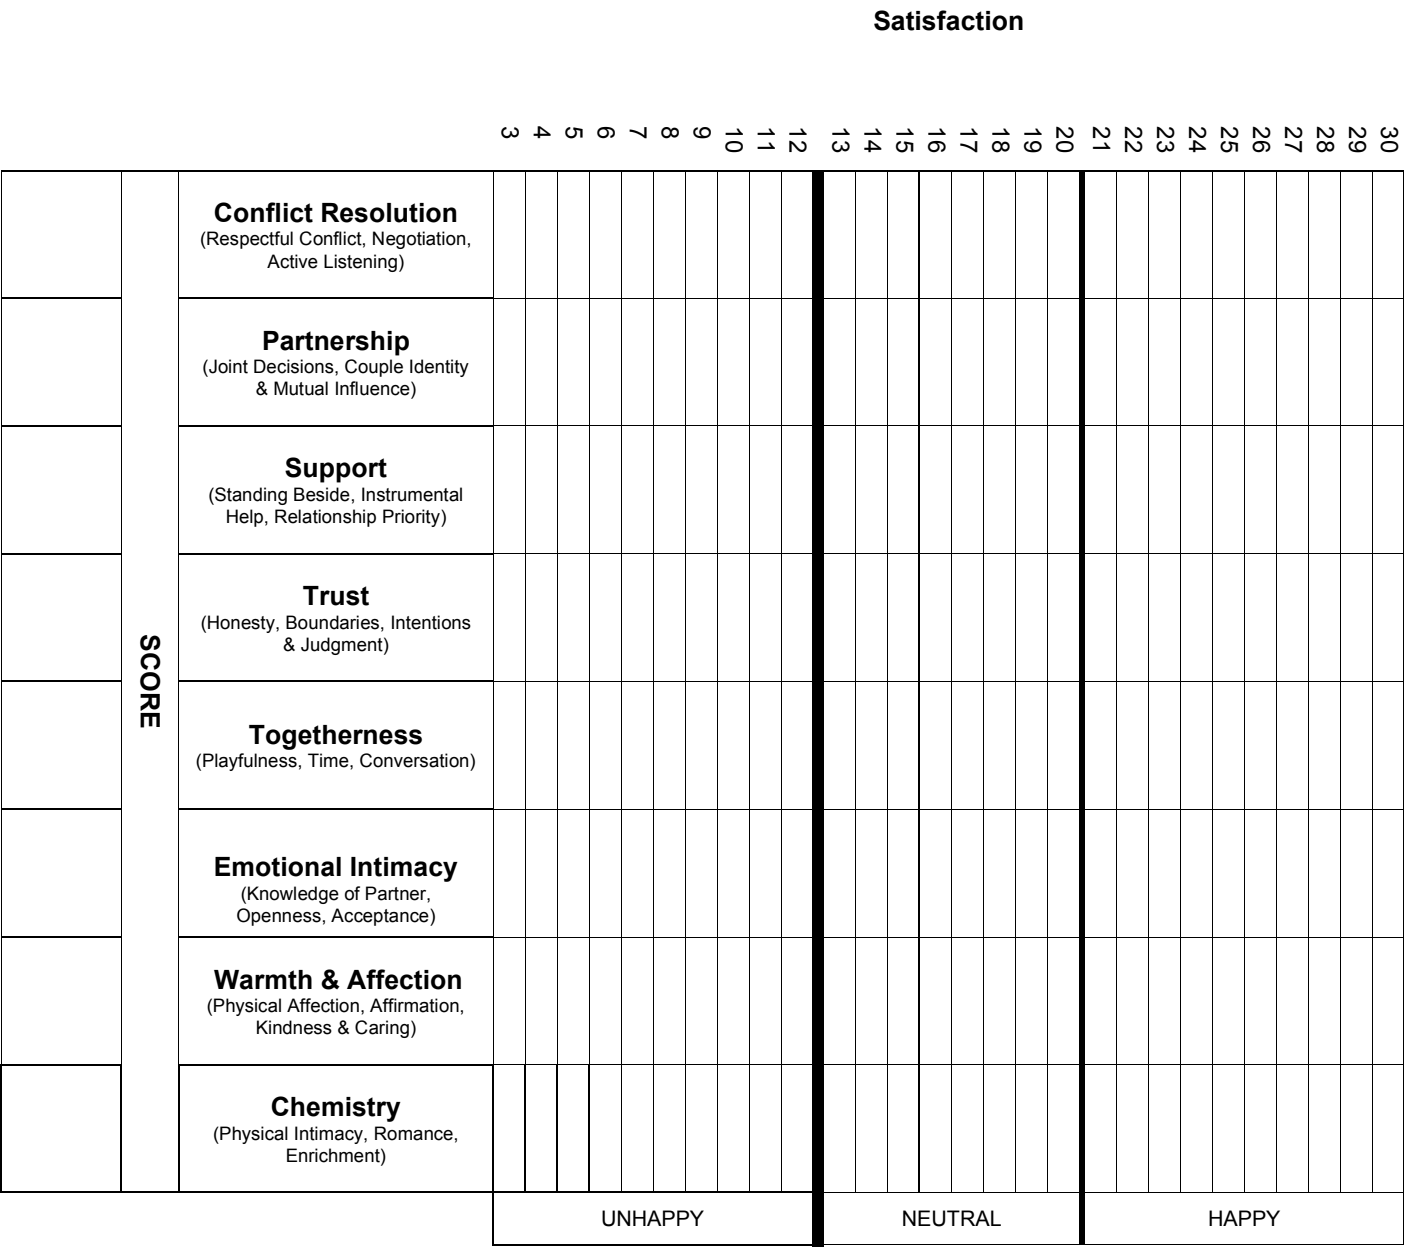 Satisfaction
3 4 5 6 7 8 9 10 11 12 13 14 15 16 17 18 19 20 21 22 23 24 25 26 27 28 29 30
SCORE
Conflict Resolution
(Respectful Conflict, Negotiation,
Active Listening)
Partnership
(Joint Decisions, Couple Identity
& Mutual Influence)
Support
(Standing Beside, Instrumental
Help, Relationship Priority)
Trust
(Honesty, Boundaries, Intentions
& Judgment)
Togetherness
(Playfulness, Time, Conversation)
Emotional Intimacy
(Knowledge of Partner,
Openness, Acceptance)
Warmth & Affection
(Physical Affection, Affirmation,
Kindness & Caring)
Chemistry
(Physical Intimacy, Romance,
Enrichment)
UNHAPPY NEUTRAL HAPPY